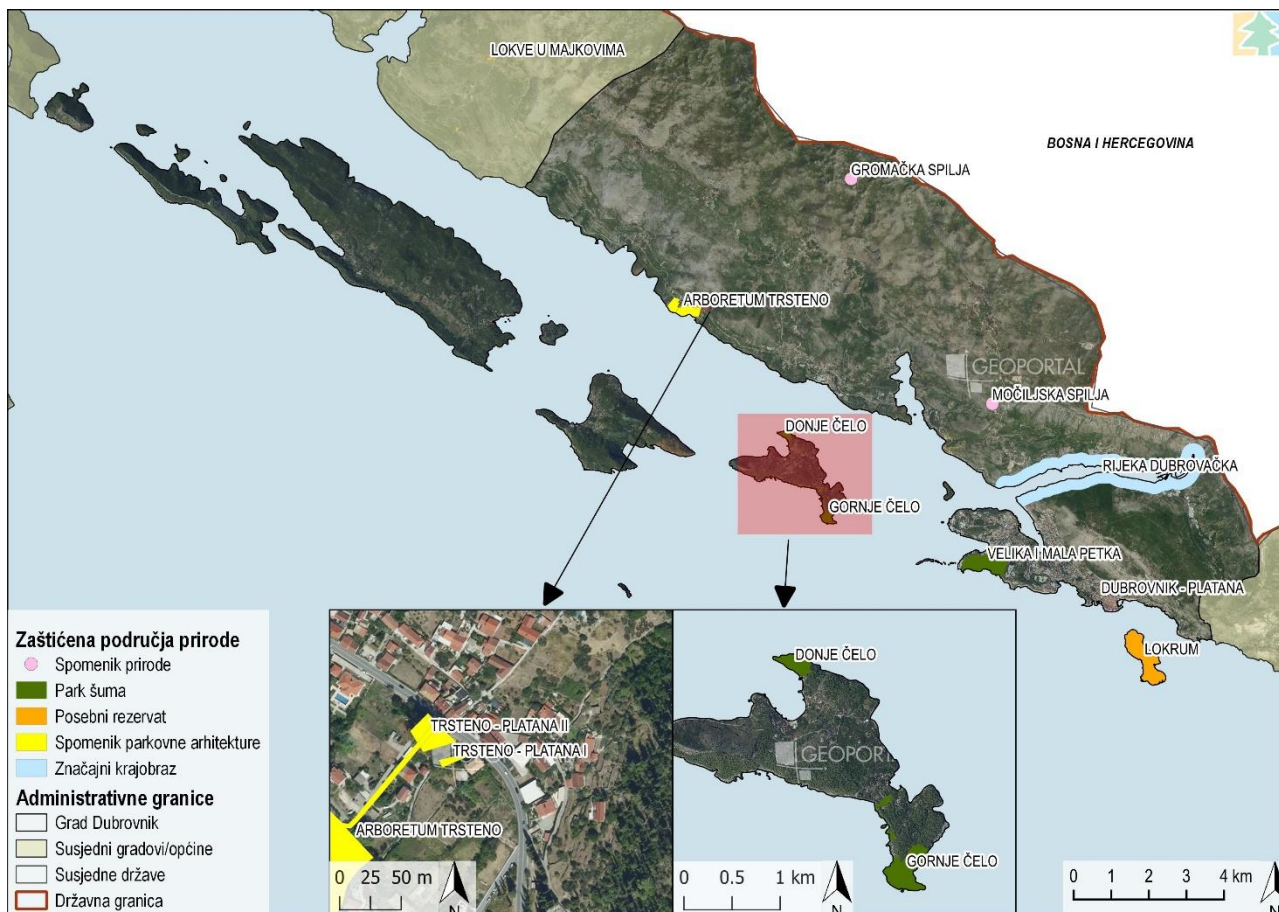 LOKVE U MAJKOVIMA
BOSNA I HERCEGOVINA
GROMAČKA SPILJA
ARBORETUM TRSTENO
GEOPORTAL
MOČILJSKA SPILJA
DONJE ČELO
RIJEKA DUBROVAČKA
GORNJE ČELO
VELIKA I MALA PETKA
DUBROVNIK - PLATANA
LOKRUM
Zaštićena područja prirode
Spomenik prirode
Park šuma
Posebni rezervat
Spomenik parkovne arhitekture
Značajni krajobraz
Administrativne granice
Grad Dubrovnik
Susjedni gradovi/općine
Susjedne države
Državna granica
TRSTENO - PLATANA II
TRSTENO - PLATANA I
ARBORETUM TRSTENO
0 25 50 m
N
DONJE ČELO
GEOPORTAL
GORNJE ČELO
0 0.5 1 km
N
0 1 2 3 4 km
N